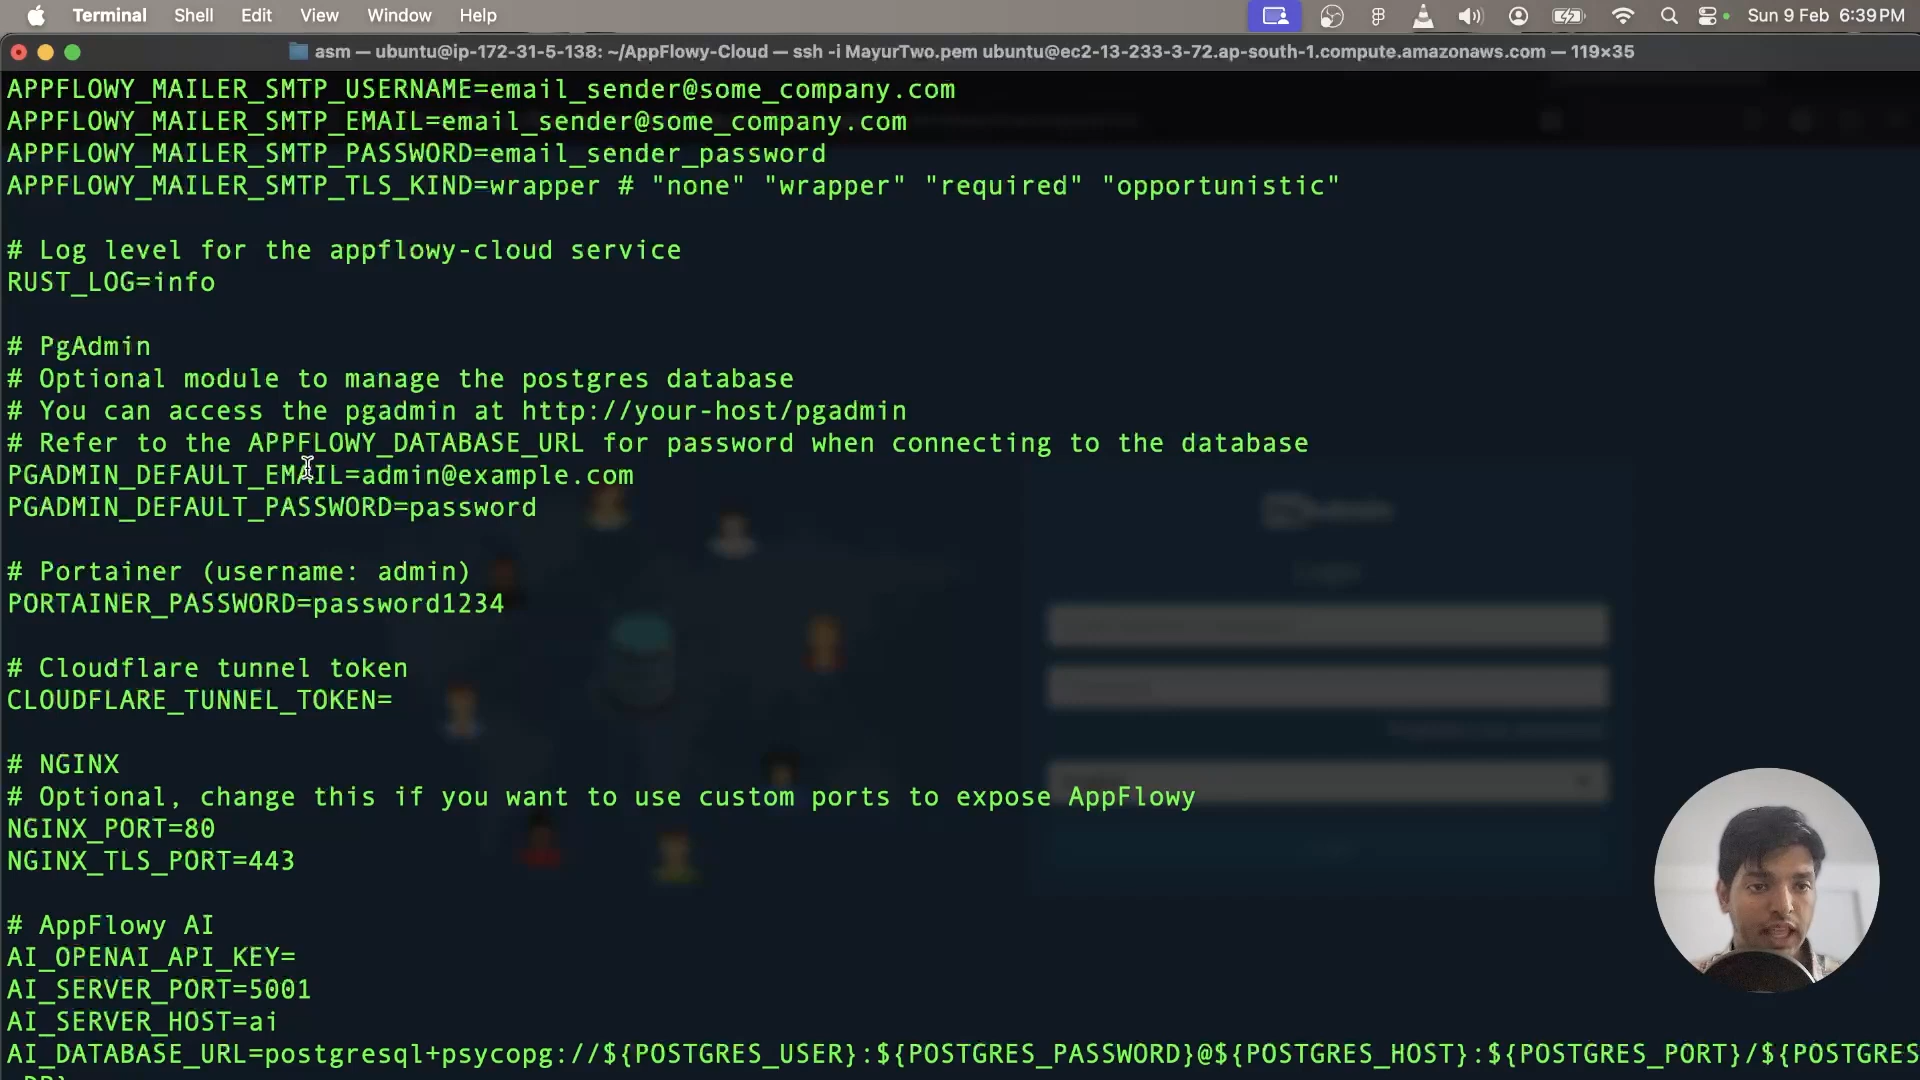 Terminal Shell Edit View Window Help Sun 9 Feb 6:39 PM
asm — ubuntu@ip-172-31-5-138: ~/AppFlowy-Cloud — ssh -i MayurTwo.pem ubuntu@ec2-13-233-3-72.ap-south-1.compute.amazonaws.com — 119×35
APPFLOWY_MAILER_SMTP_USERNAME=email_sender@some_company.com
APPFLOWY_MAILER_SMTP_EMAIL=email_sender@some_company.com
APPFLOWY_MAILER_SMTP_PASSWORD=email_sender_password
APPFLOWY_MAILER_SMTP_TLS_KIND=wrapper # "none" "wrapper" "required" "opportunistic"
# Log level for the appflowy-cloud service
RUST_LOG=info
# PgAdmin
# Optional module to manage the postgres database
# You can access the pgadmin at http://your-host/pgadmin
# Refer to the APPFLOWY_DATABASE_URL for password when connecting to the database
PGADMIN_DEFAULT_EMAIL=admin@example.com
PGADMIN_DEFAULT_PASSWORD=password
# Portainer (username: admin)
PORTAINER_PASSWORD=password1234
# Cloudflare tunnel token
CLOUDFLARE_TUNNEL_TOKEN=
# NGINX
# Optional, change this if you want to use custom ports to expose AppFlowy
NGINX_PORT=80
NGINX_TLS_PORT=443
# AppFlowy AI
AI_OPENAI_API_KEY=
AI_SERVER_PORT=5001
AI_SERVER_HOST=ai
AI_DATABASE_URL=postgresql+psycopg://${POSTGRES_USER}:${POSTGRES_PASSWORD}@${POSTGRES_HOST}:${POSTGRES_PORT}/${POSTGRES